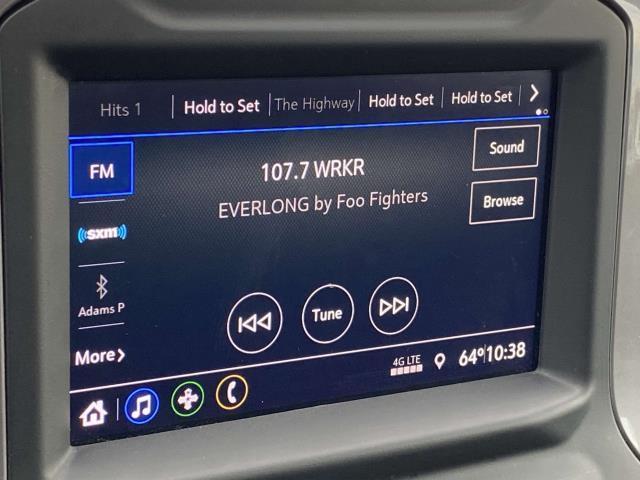 Hits 1 Hold to Set The Highway Hold to Set Hold to Set
FM
107.7 WRKR
Sound
EVERLONG by Foo Fighters
Browse
sxm
Adams P
Tune
More
4G LTE
64° 10:38